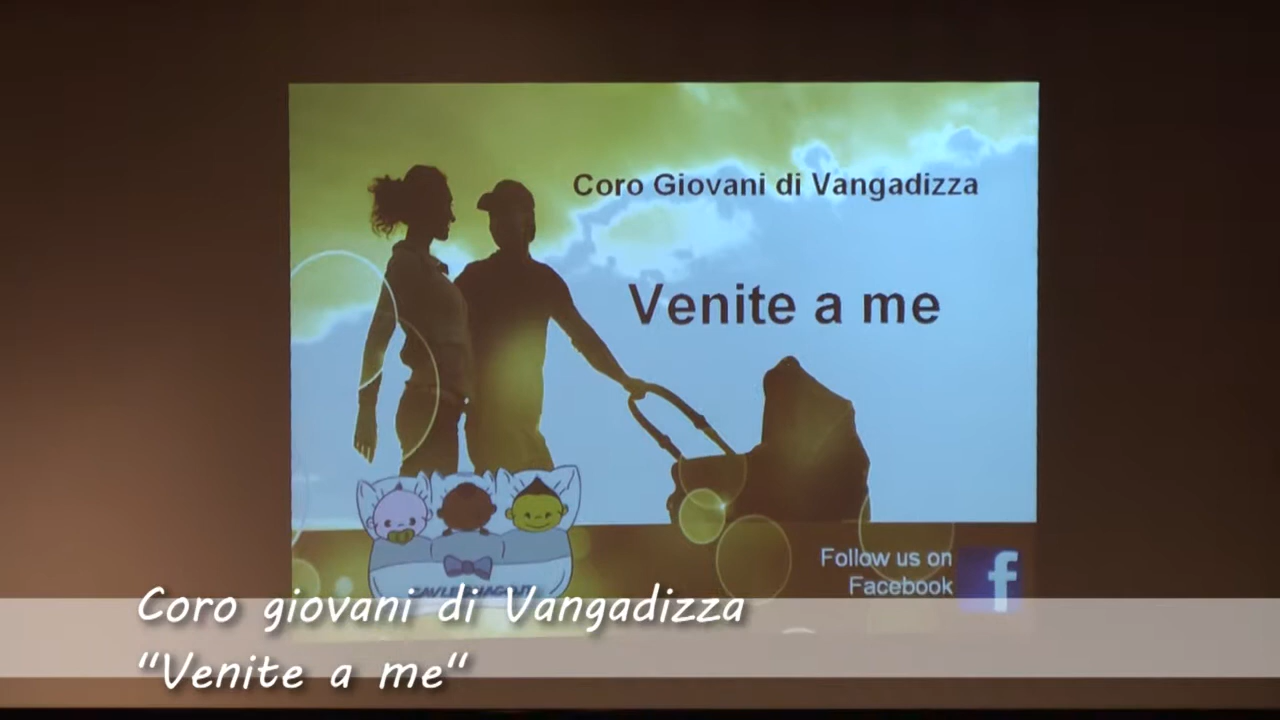 Coro Giovani di Vangadizza
Venite a me
Follow us on
Facebook
f
Coro giovani di Vangadizza
"Venite a me"